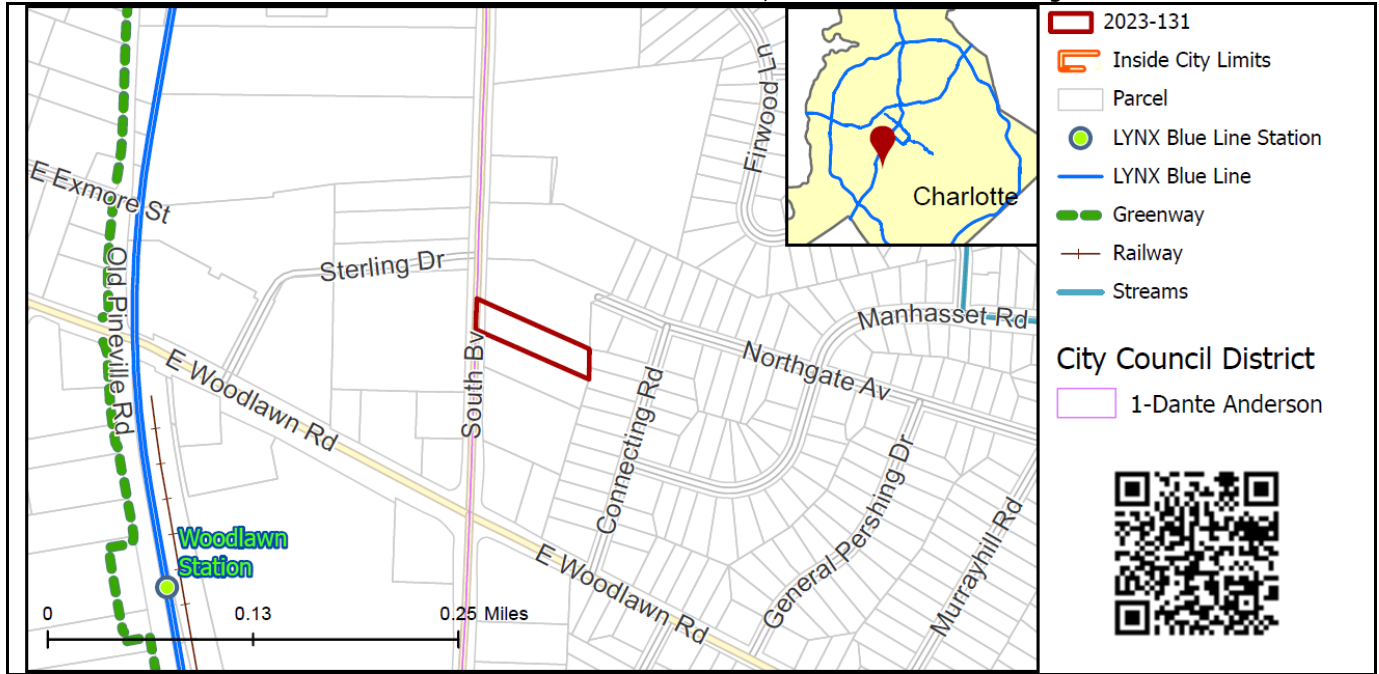 2023-131
Inside City Limits
Parcel
LYNX Blue Line Station
LYNX Blue Line
Greenway
Railway
Streams
City Council District
1-Dante Anderson
Charlotte
Firwood Ln
E Exmore St
Old Pineville Rd
Sterling Dr
South Bv
Manhasset Rd
Northgate Av
E Woodlawn Rd
Connecting Rd
General Pershing Dr
Murrayhill Rd
E Woodlawn Rd
Woodlawn
Station
0 0.13 0.25 Miles